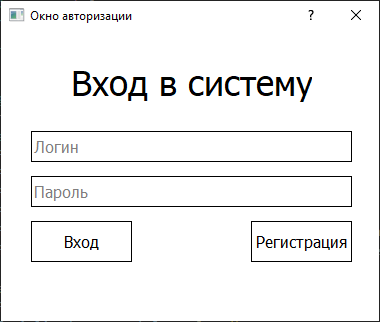 Окно авторизации ?
Вход в систему
Логин
Пароль
Вход Регистрация